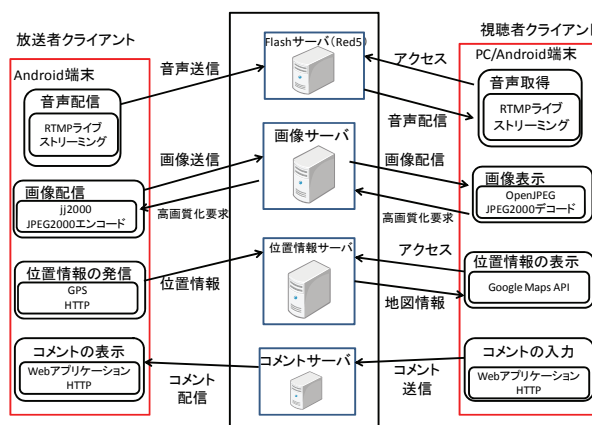 放送者クライアント
Android端末
音声配信
RTMPライブ
ストリーミング
画像配信
jj2000
JPEG2000エンコード
位置情報の発信
GPS
HTTP
コメントの表示
Webアプリケーション
HTTP
音声送信
画像送信
高画質化要求
位置情報
コメント
配信
Flashサーバ(Red5)
画像サーバ
位置情報サーバ
コメントサーバ
アクセス
音声配信
画像配信
高画質化要求
アクセス
地図情報
コメント
送信
視聴者クライアント
PC/Android端末
音声取得
RTMPライブ
ストリーミング
画像表示
OpenJPEG
JPEG2000デコード
位置情報の表示
Google Maps API
コメントの入力
Webアプリケーション
HTTP